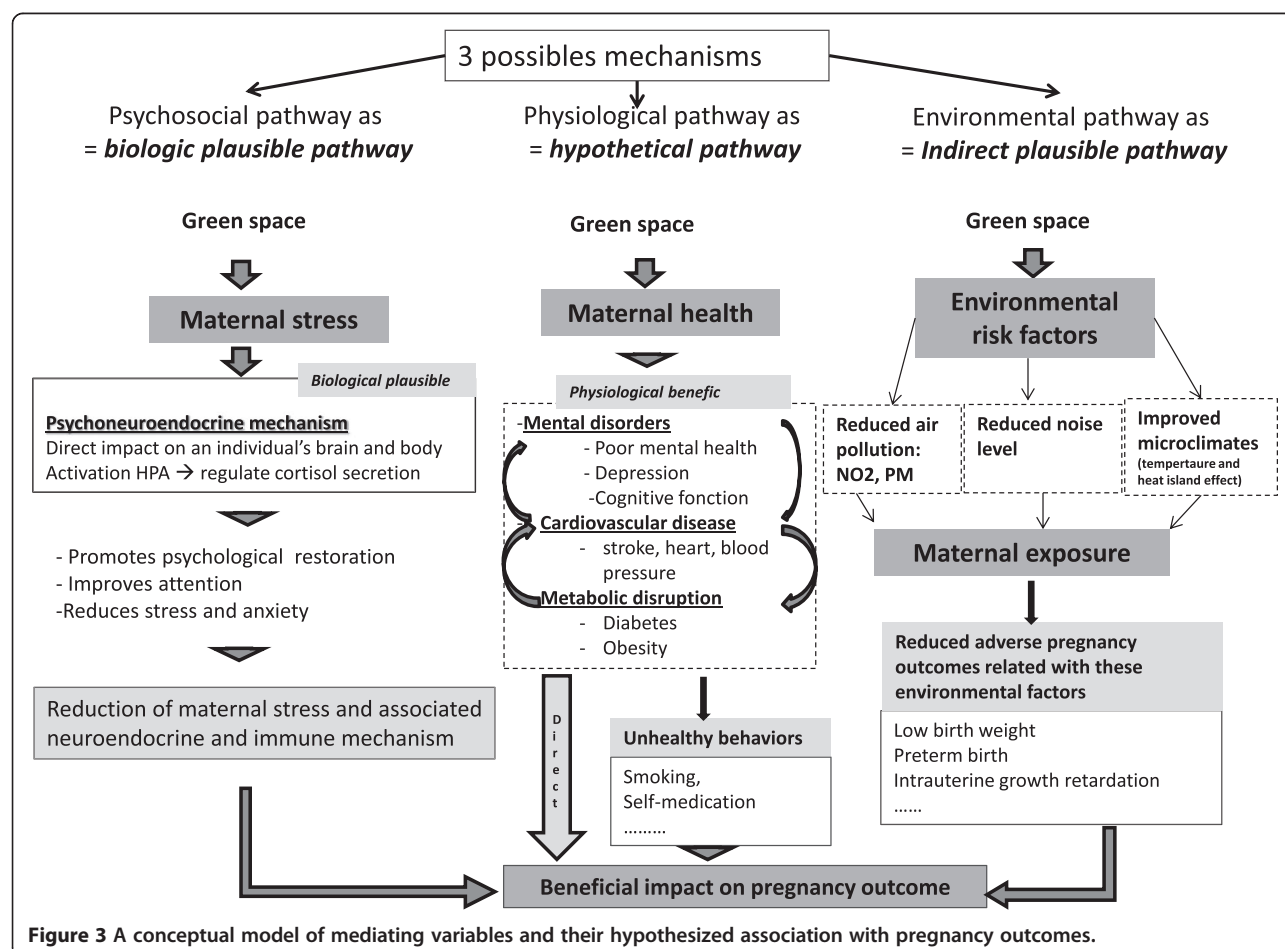 3 possibles mechanisms
Psychosocial pathway as
= biologic plausible pathway
Physiological pathway as
= hypothetical pathway
Environmental pathway as
= Indirect plausible pathway
Green space
Maternal stress
Biological plausible
Psychoneuroendocrine mechanism
Direct impact on an individual's brain and body
Activation HPA → regulate cortisol secretion
- Promotes psychological restoration
- Improves attention
-Reduces stress and anxiety
Reduction of maternal stress and associated
neuroendocrine and immune mechanism
Green space
Maternal health
Physiological benefic
-Mental disorders
- Poor mental health
- Depression
-Cognitive fonction
- Cardiovascular disease
- stroke, heart, blood
pressure
Metabolic disruption
- Diabetes
- Obesity
Direct
Unhealthy behaviors
Smoking,
Self-medication
………
Green space
Environmental
risk factors
Reduced air
pollution:
NO2, PM
Reduced noise
level
Improved
microclimates
(tempertaure and
heat island effect)
Maternal exposure
Reduced adverse pregnancy
outcomes related with these
environmental factors
Low birth weight
Preterm birth
Intrauterine growth retardation
……
Beneficial impact on pregnancy outcome
Figure 3 A conceptual model of mediating variables and their hypothesized association with pregnancy outcomes.